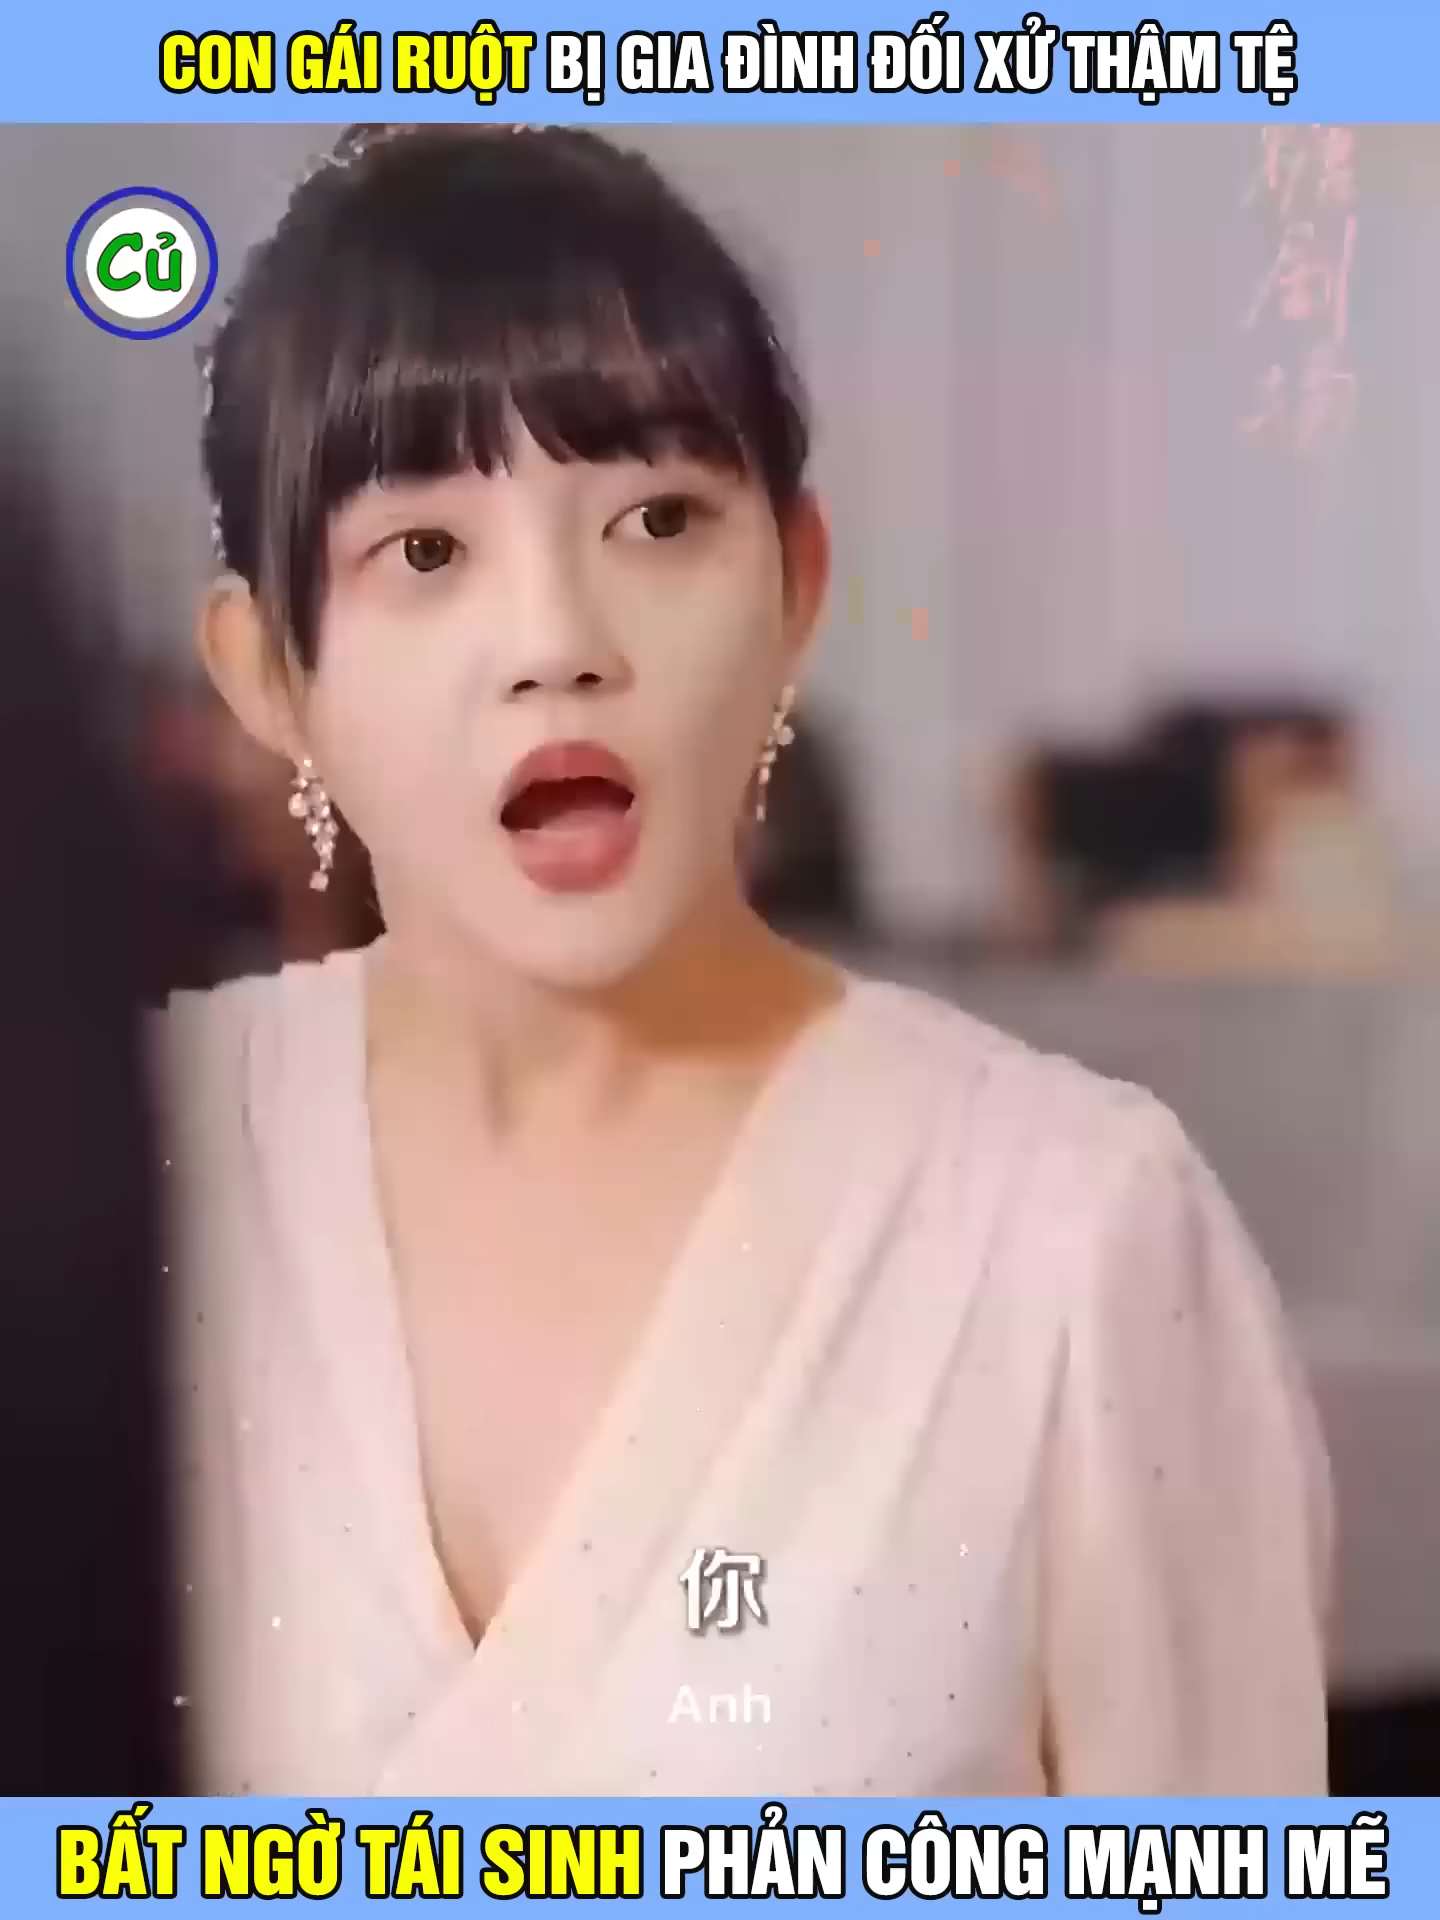 CON GÁI RUỘT BỊ GIA ĐÌNH ĐỐI XỬ THẬM TỆ
Củ
你
Anh
BẤT NGỜ TÁI SINH PHẢN CÔNG MẠNH MẼ